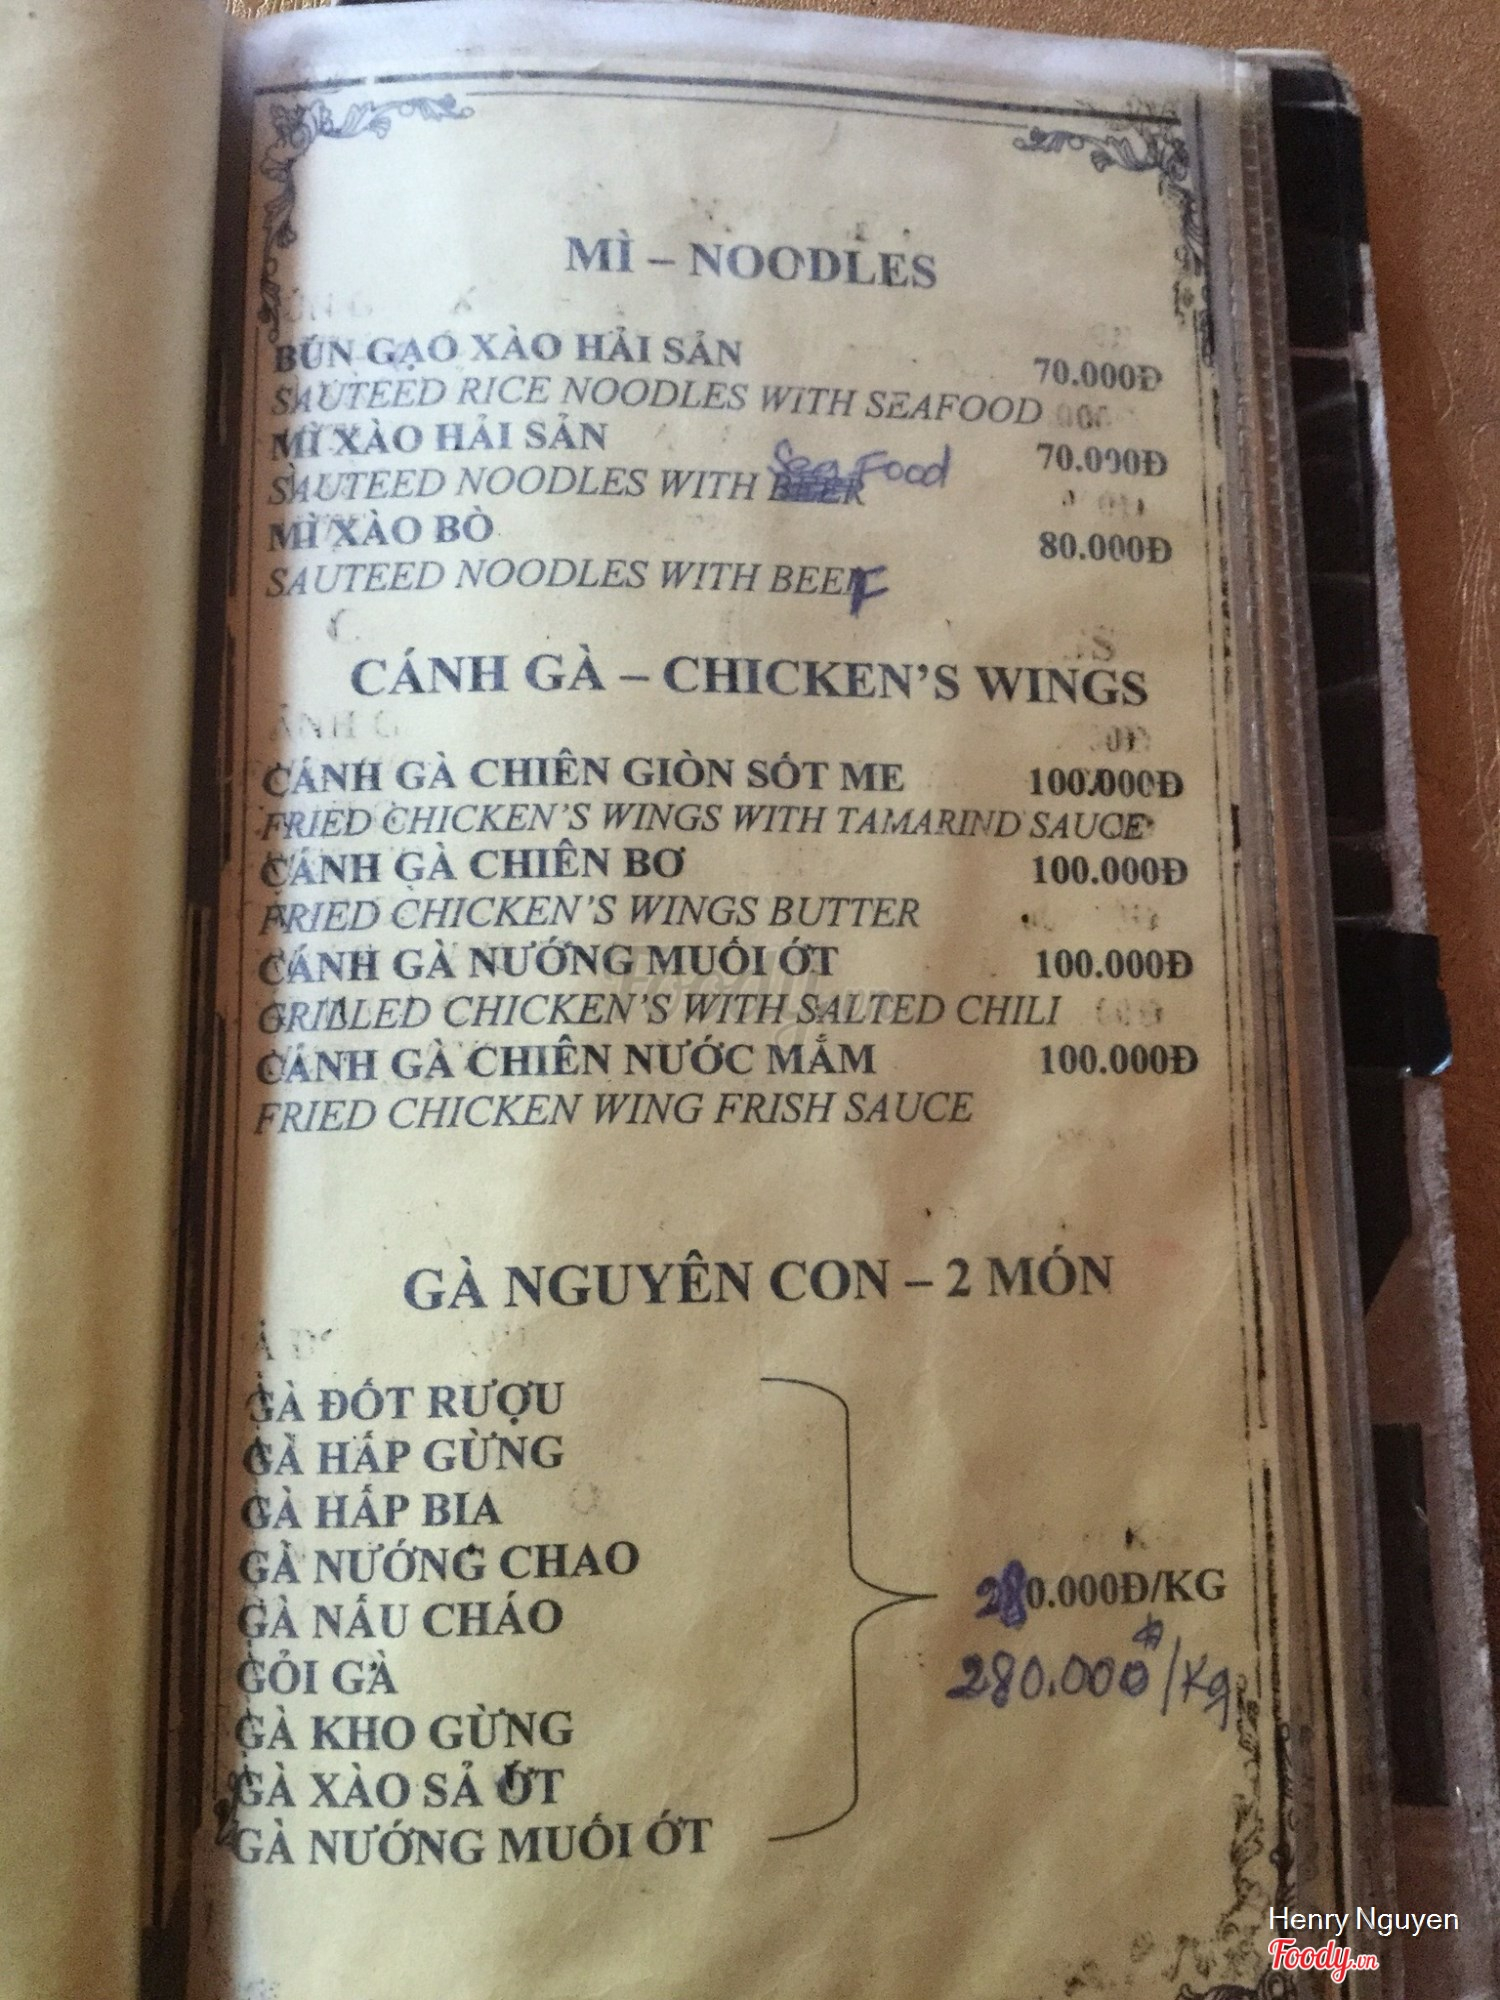 MÌ – NOODLES
BÚN GẠO XÀO HẢI SẢN 70.000Đ
SAUTEED RICE NOODLES WITH SEAFOOD
MÌ XÀO HẢI SẢN 70.000Đ
SAUTEED NOODLES WITH BEER Sea Food
MÌ XÀO BÒ 80.000Đ
SAUTEED NOODLES WITH BEEF
CÁNH GÀ – CHICKEN'S WINGS
CÁNH GÀ CHIÊN GIÒN SỐT ME 100.000Đ
FRIED CHICKEN'S WINGS WITH TAMARIND SAUCE
CÁNH GÀ CHIÊN BƠ 100.000Đ
FRIED CHICKEN'S WINGS BUTTER
CÁNH GÀ NƯỚNG MUỐI ỚT 100.000Đ
GRILLED CHICKEN'S WITH SALTED CHILI
CÁNH GÀ CHIÊN NƯỚC MẮM 100.000Đ
FRIED CHICKEN WING FRISH SAUCE
GÀ NGUYÊN CON – 2 MÓN
GÀ ĐỐT RƯỢU
GÀ HẤP GỪNG
GÀ HẤP BIA
GÀ NƯỚNG CHAO
280.000Đ/KG
GÀ NẤU CHÁO
GỎI GÀ
280.000đ/Kg
GÀ KHO GỪNG
GÀ XÀO SẢ ỚT
GÀ NƯỚNG MUỐI ỚT
Henry Nguyen
Foody.vn